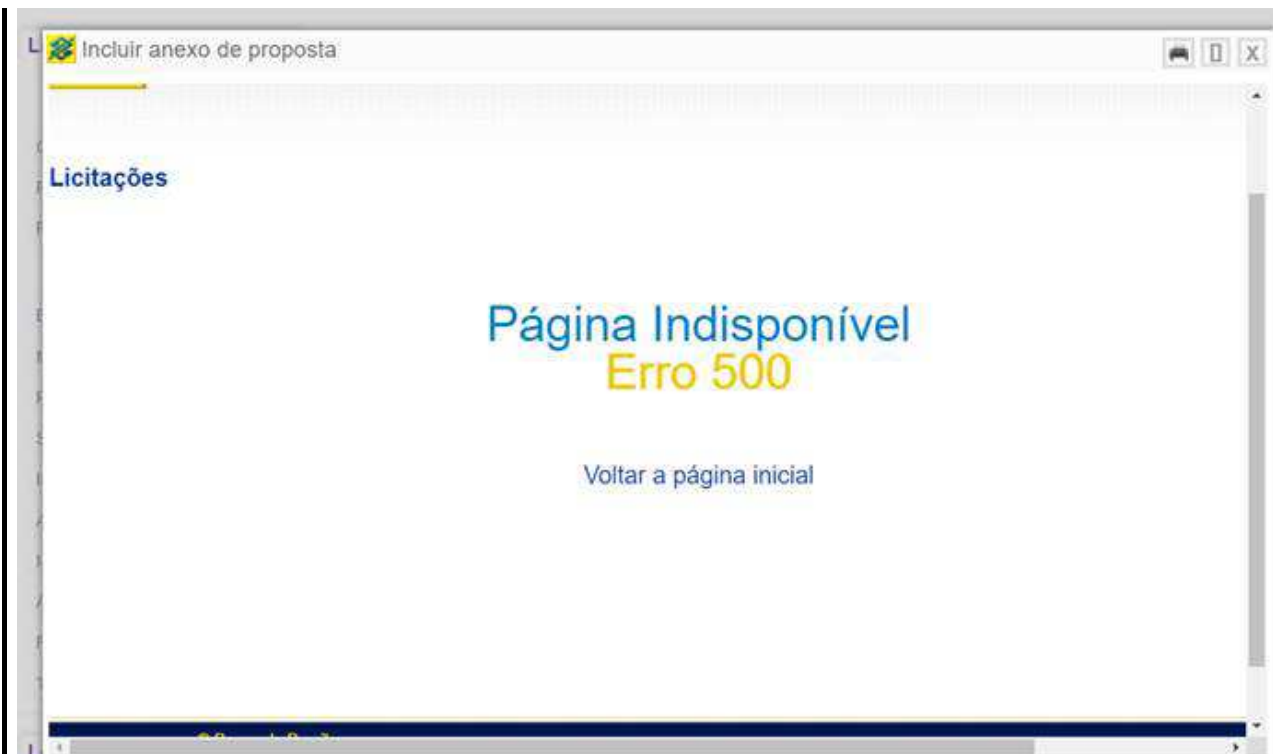 Incluir anexo de proposta
X
Licitações
Página Indisponível
Erro 500
Voltar a página inicial